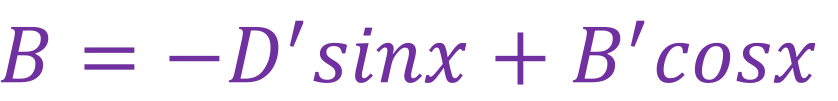 B = −D′sinx + B′cosx